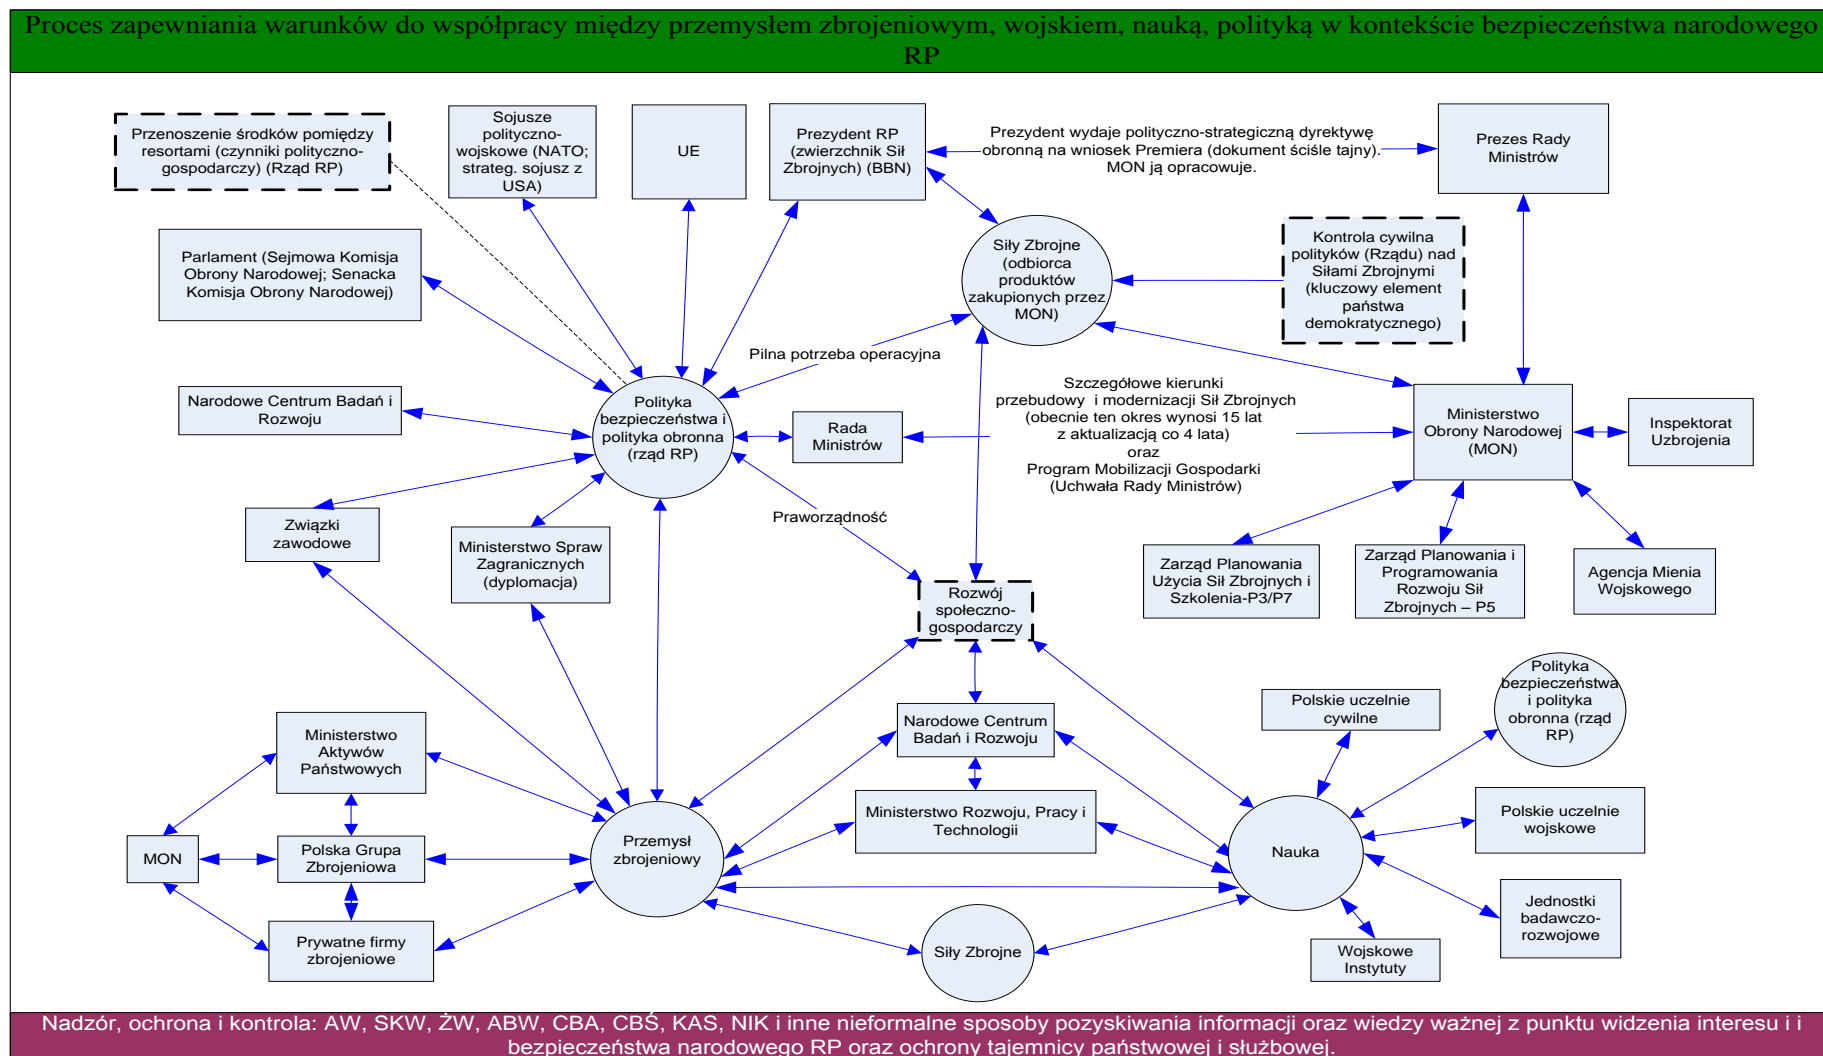 Proces zapewniania warunków do współpracy między przemysłem zbrojeniowym, wojskiem, nauką, polityką w kontekście bezpieczeństwa narodowego
RP
Przenoszenie środków pomiędzy
resortami (czynniki polityczno-
gospodarczy) (Rząd RP)
Sojusze
polityczno-
wojskowe (NATO;
strateg. sojusz z
USA)
UE
Prezydent RP
(zwierzchnik Sił
Zbrojnych) (BBN)
Prezydent wydaje polityczno-strategiczną dyrektywę
obronną na wniosek Premiera (dokument ściśle tajny).
MON ją opracowuje.
Prezes Rady
Ministrów
Parlament (Sejmowa Komisja
Obrony Narodowej; Senacka
Komisja Obrony Narodowej)
Siły Zbrojne
(odbiorca
produktów
zakupionych przez
MON)
Kontrola cywilna
polityków (Rządu) nad
Siłami Zbrojnymi
(kluczowy element
państwa
demokratycznego)
Pilna potrzeba operacyjna
Narodowe Centrum Badań i
Rozwoju
Polityka
bezpieczeństwa i
polityka obronna
(rząd RP)
Rada
Ministrów
Szczegółowe kierunki
przebudowy i modernizacji Sił Zbrojnych
(obecnie ten okres wynosi 15 lat
z aktualizacją co 4 lata)
oraz
Program Mobilizacji Gospodarki
(Uchwała Rady Ministrów)
Ministerstwo
Obrony Narodowej
(MON)
Inspektorat
Uzbrojenia
Związki
zawodowe
Ministerstwo Spraw
Zagranicznych
(dyplomacja)
Praworządność
Zarząd Planowania
Użycia Sił Zbrojnych i
Szkolenia-P3/P7
Zarząd Planowania i
Programowania
Rozwoju Sił
Zbrojnych – P5
Agencja Mienia
Wojskowego
Rozwój
społeczno-
gospodarczy
Polityka
bezpieczeństwa
i polityka
obronna (rząd
RP)
Polskie uczelnie
cywilne
Ministerstwo
Aktywów
Państwowych
Narodowe Centrum
Badań i Rozwoju
Ministerstwo Rozwoju, Pracy i
Technologii
Polskie uczelnie
wojskowe
MON
Polska Grupa
Zbrojeniowa
Przemysł
zbrojeniowy
Nauka
Jednostki
badawczo-
rozwojowe
Prywatne firmy
zbrojeniowe
Siły Zbrojne
Wojskowe
Instytuty
Nadzór, ochrona i kontrola: AW, SKW, ŻW, ABW, CBA, CBŚ, KAS, NIK i inne nieformalne sposoby pozyskiwania informacji oraz wiedzy ważnej z punktu widzenia interesu i i
bezpieczeństwa narodowego RP oraz ochrony tajemnicy państwowej i służbowej.